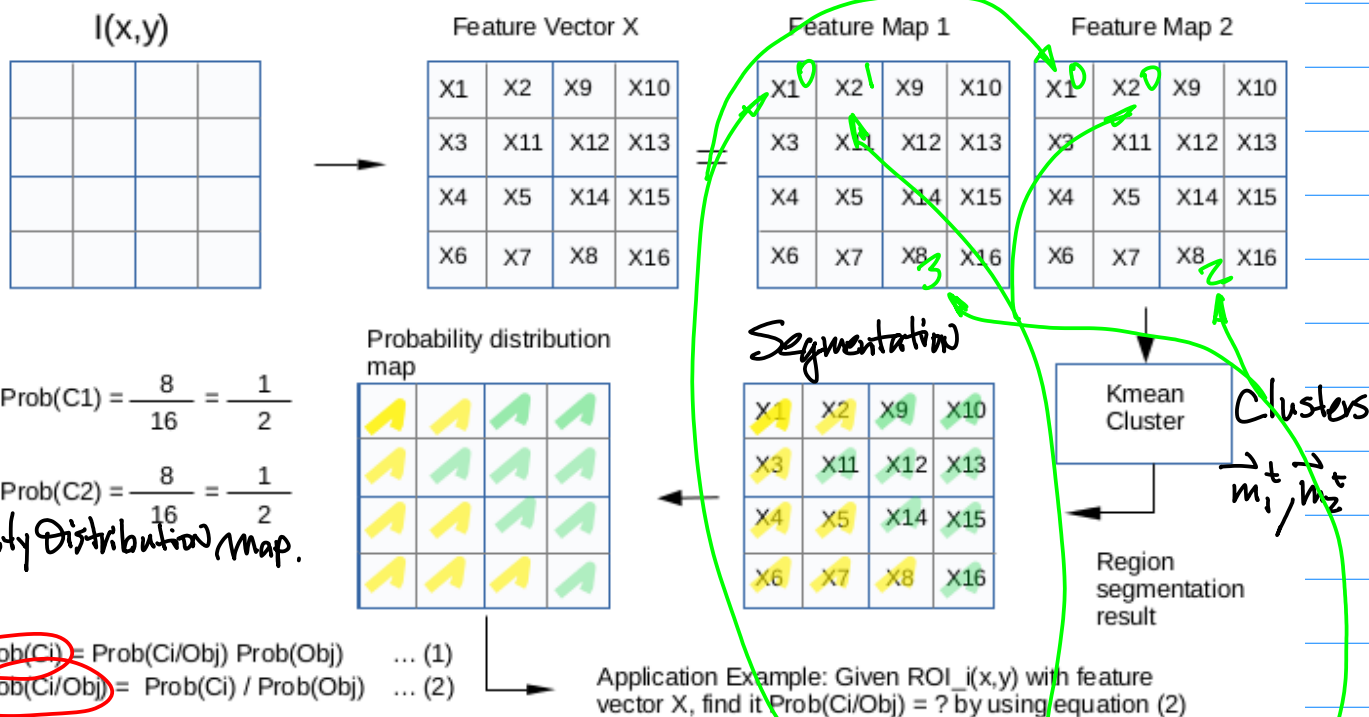 I(x,y)
Feature Vector X
Feature Map 1
Feature Map 2
X1 X2 X9 X10
X3 X11 X12 X13
X4 X5 X14 X15
X6 X7 X8 X16
=
X1 0 X2 1 X9 X10
X3 X11 X12 X13
X4 X5 X14 X15
X6 X7 X8 3 X16
X1 0 X2 0 X9 X10
X3 X11 X12 X13
X4 X5 X14 X15
X6 X7 X8 2 X16
Probability distribution
map
Segmentation
X1 X2 X9 X10
X3 X11 X12 X13
X4 X5 X14 X15
X6 X7 X8 X16
Kmean
Cluster
Clusters
m₁ᵗ, m₂ᵗ
Region
segmentation
result
Prob(C1) = 8/16 = 1/2
Prob(C2) = 8/16 = 1/2
Distribution map.
ob(Ci) = Prob(Ci/Obj) Prob(Obj) ... (1)
ob(Ci/Obj) = Prob(Ci) / Prob(Obj) ... (2)
Application Example: Given ROI_i(x,y) with feature
vector X, find it Prob(Ci/Obj) = ? by using equation (2)